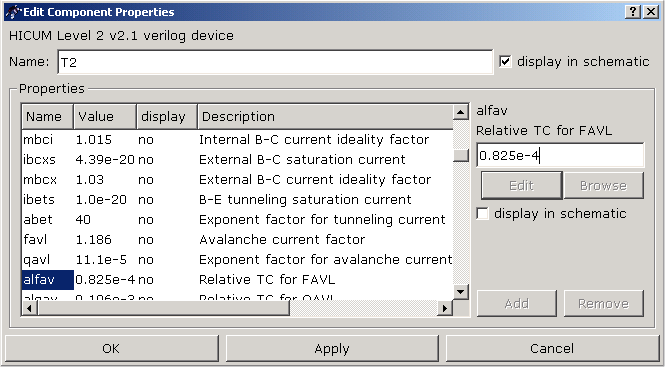 Edit Component Properties
HICUM Level 2 v2.1 verilog device
Name: T2 display in schematic
Properties
Name Value display Description
mbci 1.015 no Internal B-C current ideality factor
ibcxs 4.39e-20 no External B-C saturation current
mbcx 1.03 no External B-C current ideality factor
ibets 1.0e-20 no B-E tunneling saturation current
abet 40 no Exponent factor for tunneling current
favl 1.186 no Avalanche current factor
qavl 11.1e-5 no Exponent factor for avalanche current
alfav 0.825e-4 no Relative TC for FAVL
alqav 0.196e-3 no Relative TC for QAVL
alfav
Relative TC for FAVL
0.825e-4
Edit Browse
display in schematic
Add Remove
OK Apply Cancel